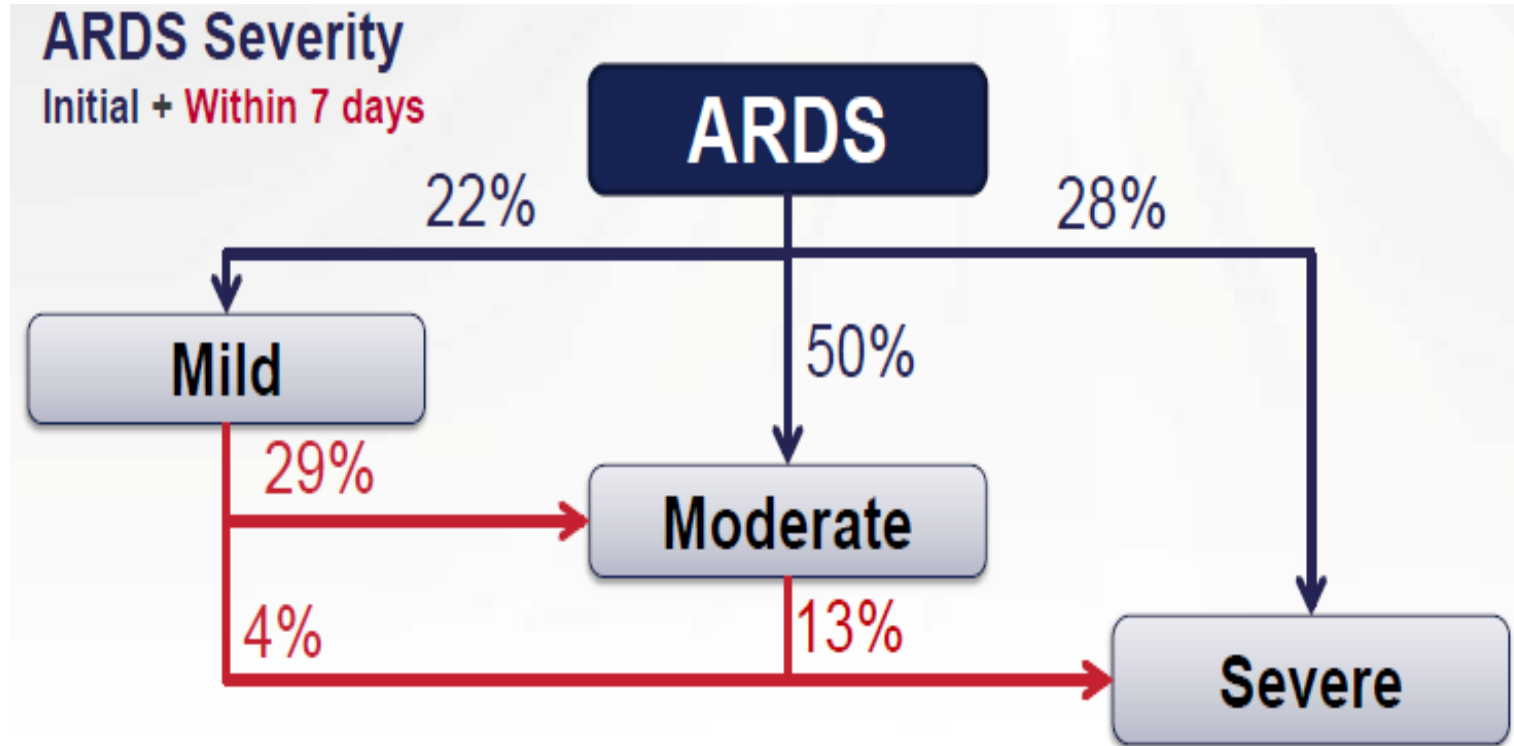 ARDS Severity
Initial + Within 7 days
ARDS
22%
28%
Mild
50%
29%
Moderate
4%
13%
Severe